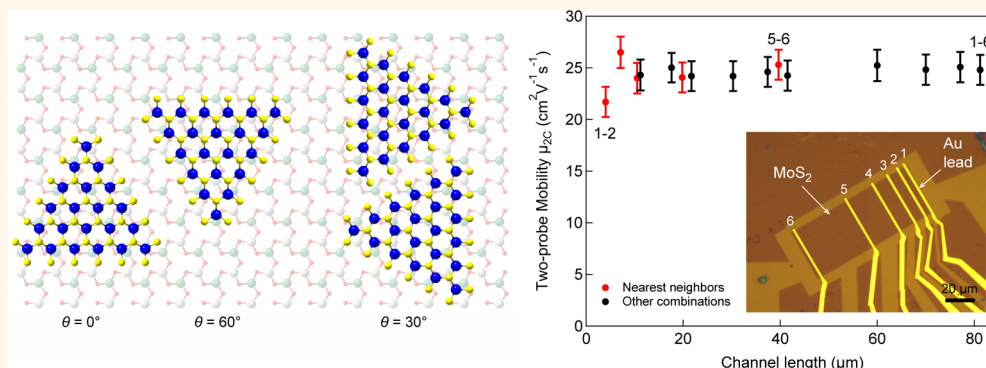 θ = 0°
θ = 60°
θ = 30°
Two-probe Mobility μ2C (cm2V-1s-1)
30
25
20
15
10
5
0
1-2
5-6
1-6
MoS2
Au
lead
6
5
4
3
2
1
20 μm
Nearest neighbors
Other combinations
0
20
40
60
80
Channel length (μm)